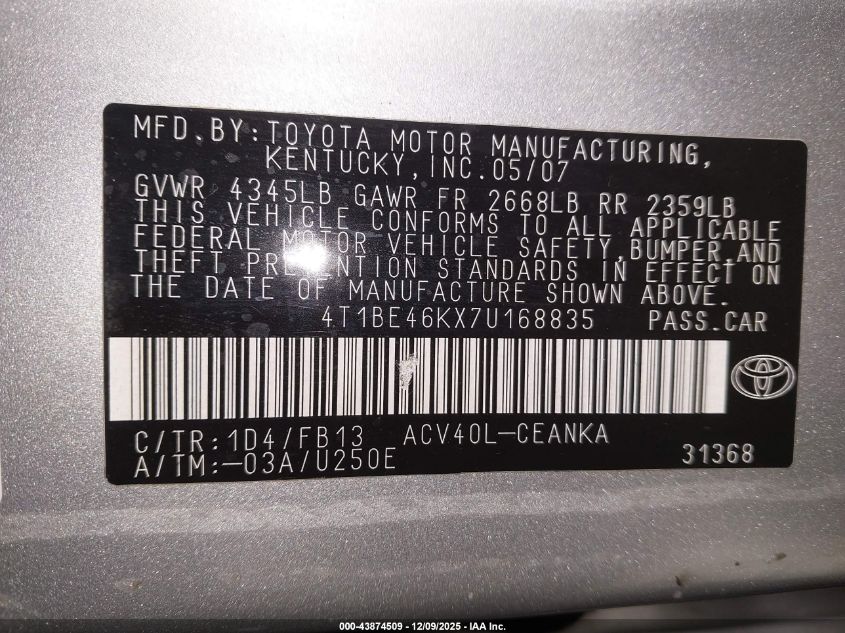 MFD.BY:TOYOTA MOTOR MANUFACTURING,
KENTUCKY,INC.05/07
GVWR 4345LB GAWR FR 2668LB RR 2359LB
THIS VEHICLE CONFORMS TO ALL APPLICABLE
FEDERAL MOTOR VEHICLE SAFETY,BUMPER,AND
THEFT PREVENTION STANDARDS IN EFFECT ON
THE DATE OF MANUFACTURE SHOWN ABOVE.
4T1BE46KX7U168835 PASS.CAR
C/TR:1D4/FB13 ACV40L-CEANKA
A/TM:-03A/U250E 31368
000-43874509 - 12/09/2025 - IAA Inc.